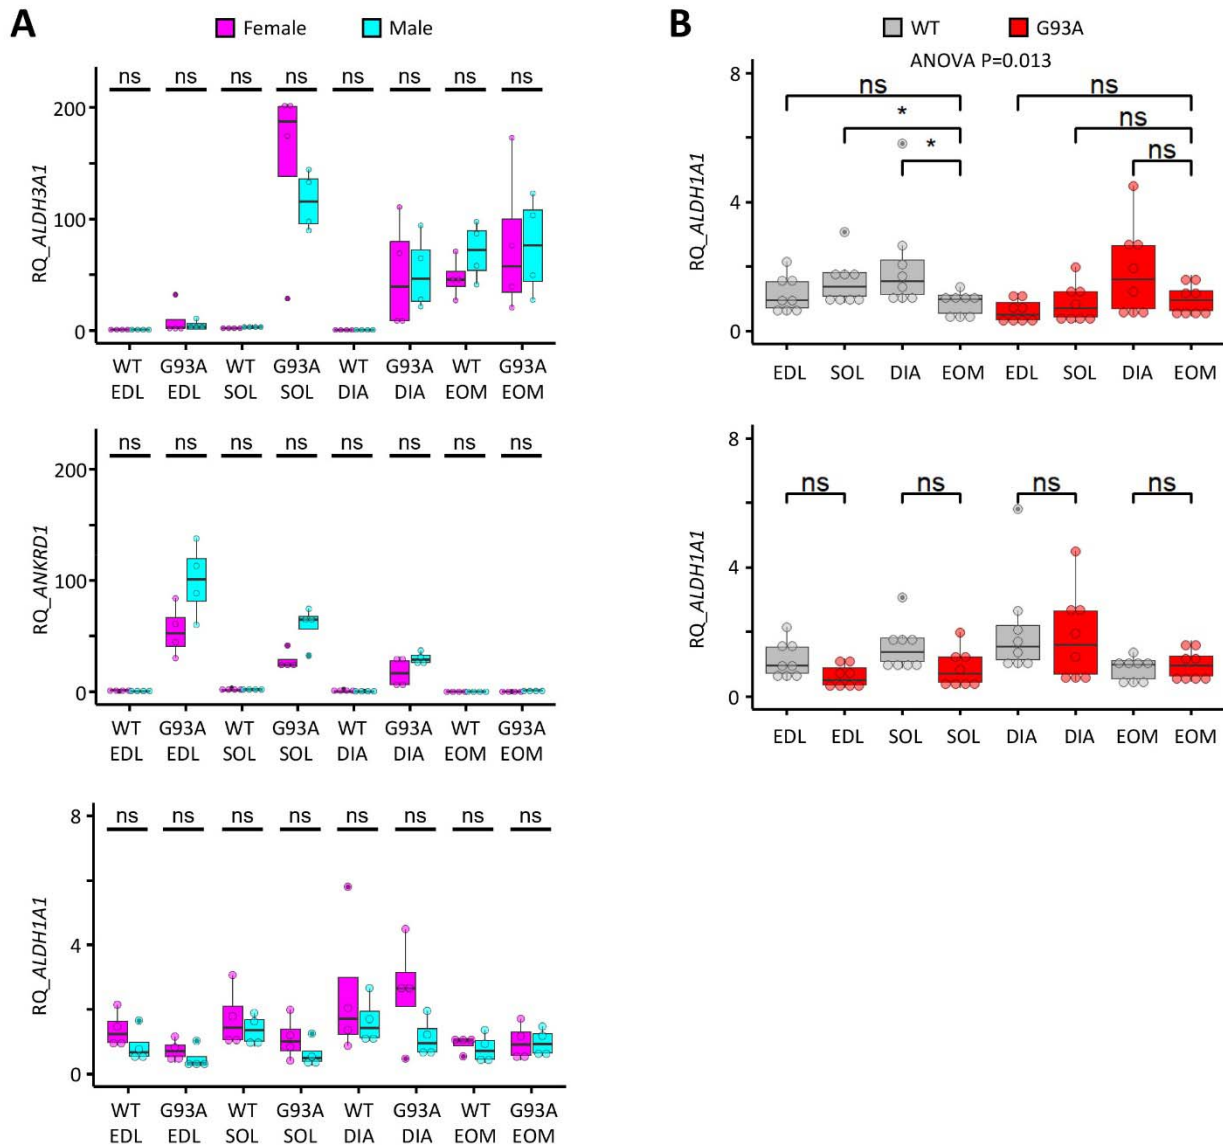 A
Female Male
ns ns ns ns ns ns ns ns
RQ_ALDH3A1
200
100
0
WT G93A WT G93A WT G93A WT G93A
EDL EDL SOL SOL DIA DIA EOM EOM
ns ns ns ns ns ns ns ns
RQ_ANKRD1
200
100
0
WT G93A WT G93A WT G93A WT G93A
EDL EDL SOL SOL DIA DIA EOM EOM
ns ns ns ns ns ns ns ns
RQ_ALDH1A1
8
4
0
WT G93A WT G93A WT G93A WT G93A
EDL EDL SOL SOL DIA DIA EOM EOM
B
WT G93A
ANOVA P=0.013
ns ns
* ns
* ns
RQ_ALDH1A1
8
4
0
EDL SOL DIA EOM EDL SOL DIA EOM
ns ns ns ns
RQ_ALDH1A1
8
4
0
EDL EDL SOL SOL DIA DIA EOM EOM